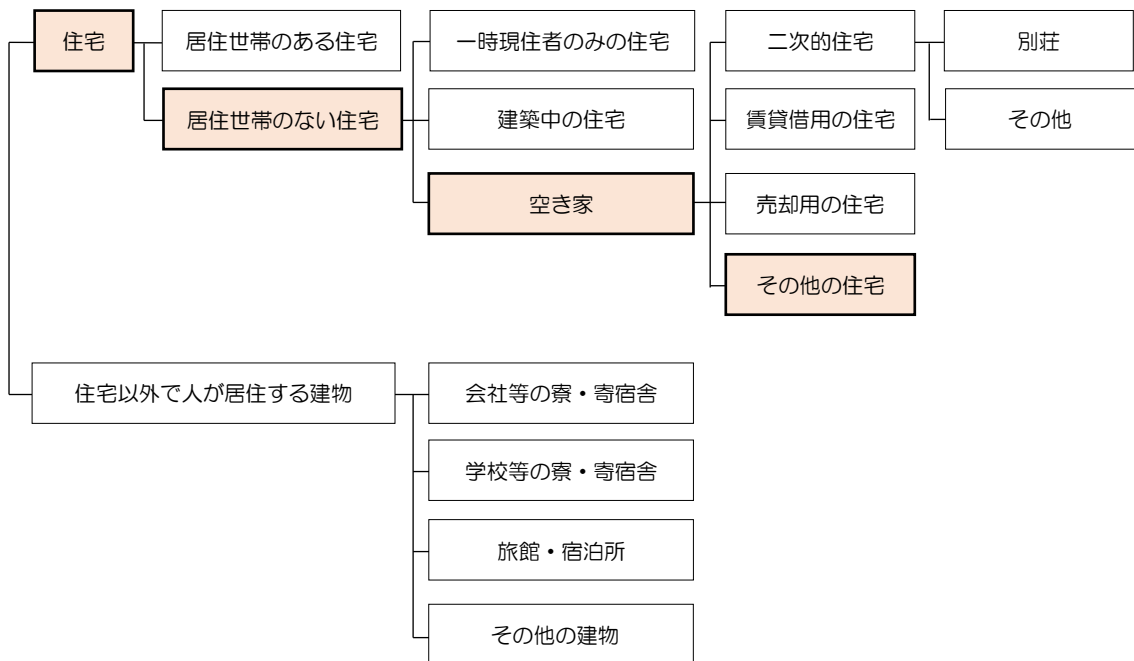 住宅
居住世帯のある住宅
一時現住者のみの住宅
二次的住宅
別荘
居住世帯のない住宅
建築中の住宅
賃貸借用の住宅
その他
空き家
売却用の住宅
その他の住宅
住宅以外で人が居住する建物
会社等の寮・寄宿舎
学校等の寮・寄宿舎
旅館・宿泊所
その他の建物